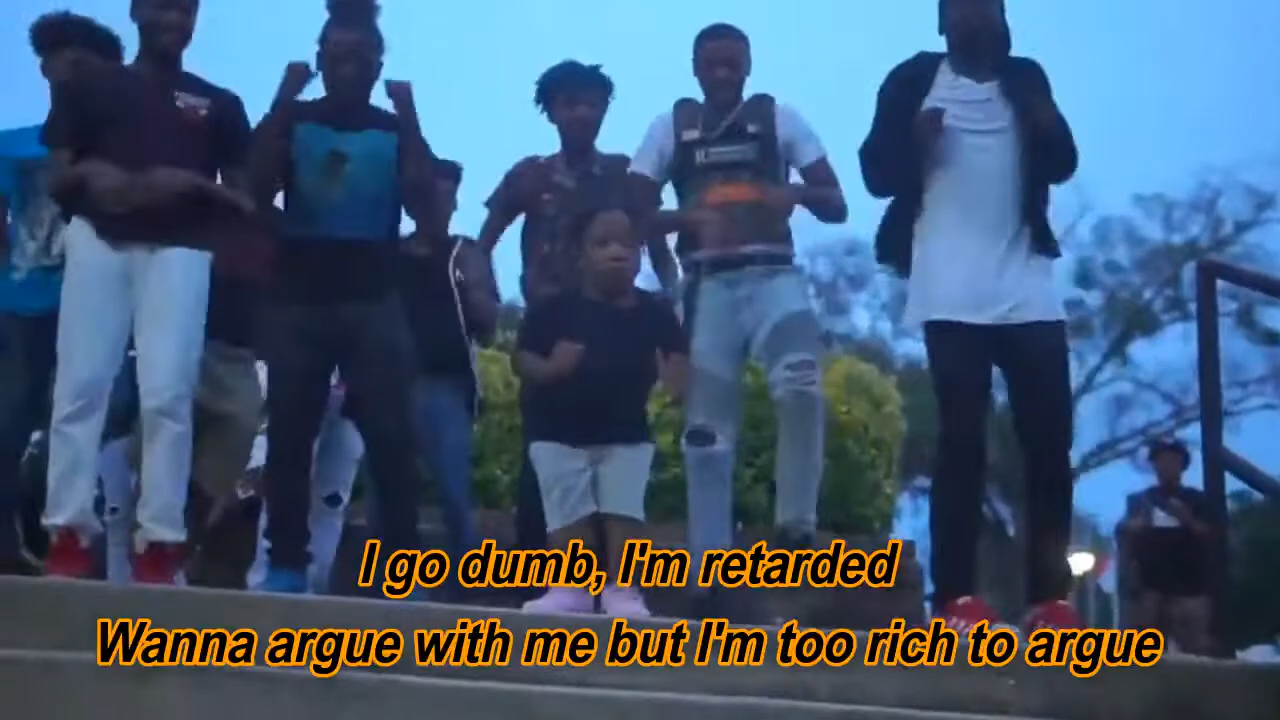 I go dumb, I'm retarded
Wanna argue with me but I'm too rich to argue